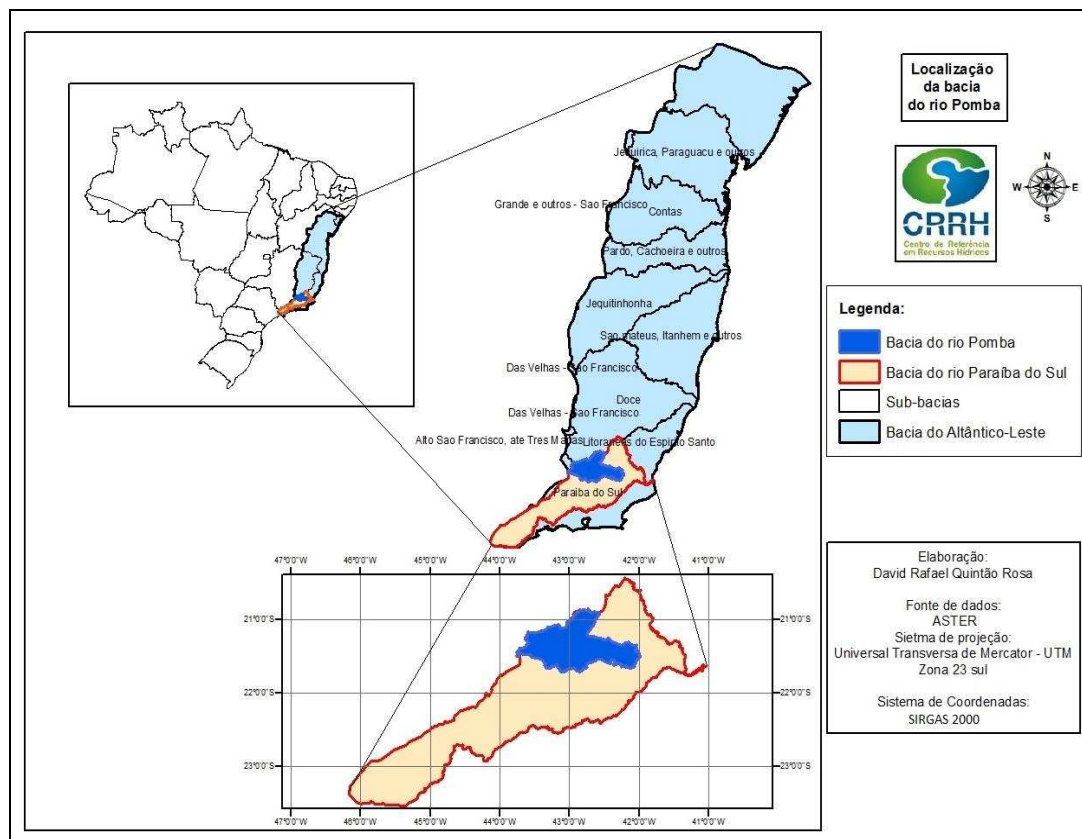 Localização
da bacia
do rio Pomba
N
W
E
S
CRRH
Centro de Referência
em Recursos Hídricos
Jequirica, Paraguacu e outros
Grande e outros - Sao Francisco
Contas
Pardo, Cachoeira e outros
Jequitinhonha
Sao mateus, Itanhem e outros
Das Velhas - Sao Francisco
Doce
Das Velhas - Sao Francisco
Alto Sao Francisco, ate Tres Marias
Litoraneas do Espirito Santo
Paraiba do Sul
Legenda:
Bacia do rio Pomba
Bacia do rio Paraíba do Sul
Sub-bacias
Bacia do Altântico-Leste
47°0'0"W
46°0'0"W
45°0'0"W
44°0'0"W
43°0'0"W
42°0'0"W
41°0'0"W
21°0'0"S
21°0'0"S
22°0'0"S
22°0'0"S
23°0'0"S
23°0'0"S
47°0'0"W
46°0'0"W
45°0'0"W
44°0'0"W
43°0'0"W
42°0'0"W
41°0'0"W
Elaboração:
David Rafael Quintão Rosa
Fonte de dados:
ASTER
Sietma de projeção:
Universal Transversa de Mercator - UTM
Zona 23 sul
Sistema de Coordenadas:
SIRGAS 2000